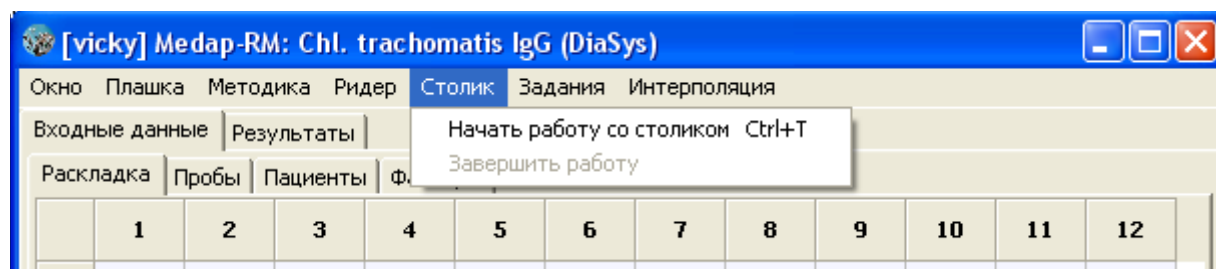 [vicky] Medap-RM: Chl. trachomatis IgG (DiaSys)
Окно Плашка Методика Ридер Столик Задания Интерполяция
Входные данные Результаты
Начать работу со столиком Ctrl+T
Завершить работу
Раскладка Пробы Пациенты
1 2 3 4 5 6 7 8 9 10 11 12